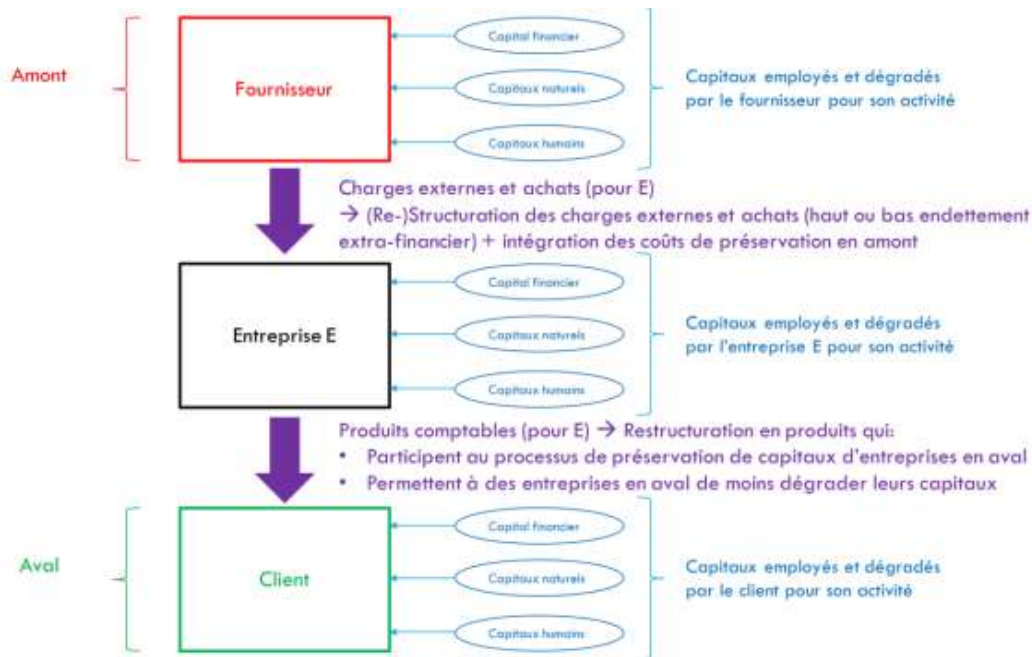 Amont
Fournisseur
Capital financier
Capitaux naturels
Capitaux humains
Capitaux employés et dégradés
par le fournisseur pour son activité
Charges externes et achats (pour E)
→ (Re-)Structuration des charges externes et achats (haut ou bas endettement
extra-financier) + intégration des coûts de préservation en amont
Entreprise E
Capital financier
Capitaux naturels
Capitaux humains
Capitaux employés et dégradés
par l'entreprise E pour son activité
Produits comptables (pour E) → Restructuration en produits qui:
• Participent au processus de préservation de capitaux d'entreprises en aval
• Permettent à des entreprises en aval de moins dégrader leurs capitaux
Aval
Client
Capital financier
Capitaux naturels
Capitaux humains
Capitaux employés et dégradés
par le client pour son activité